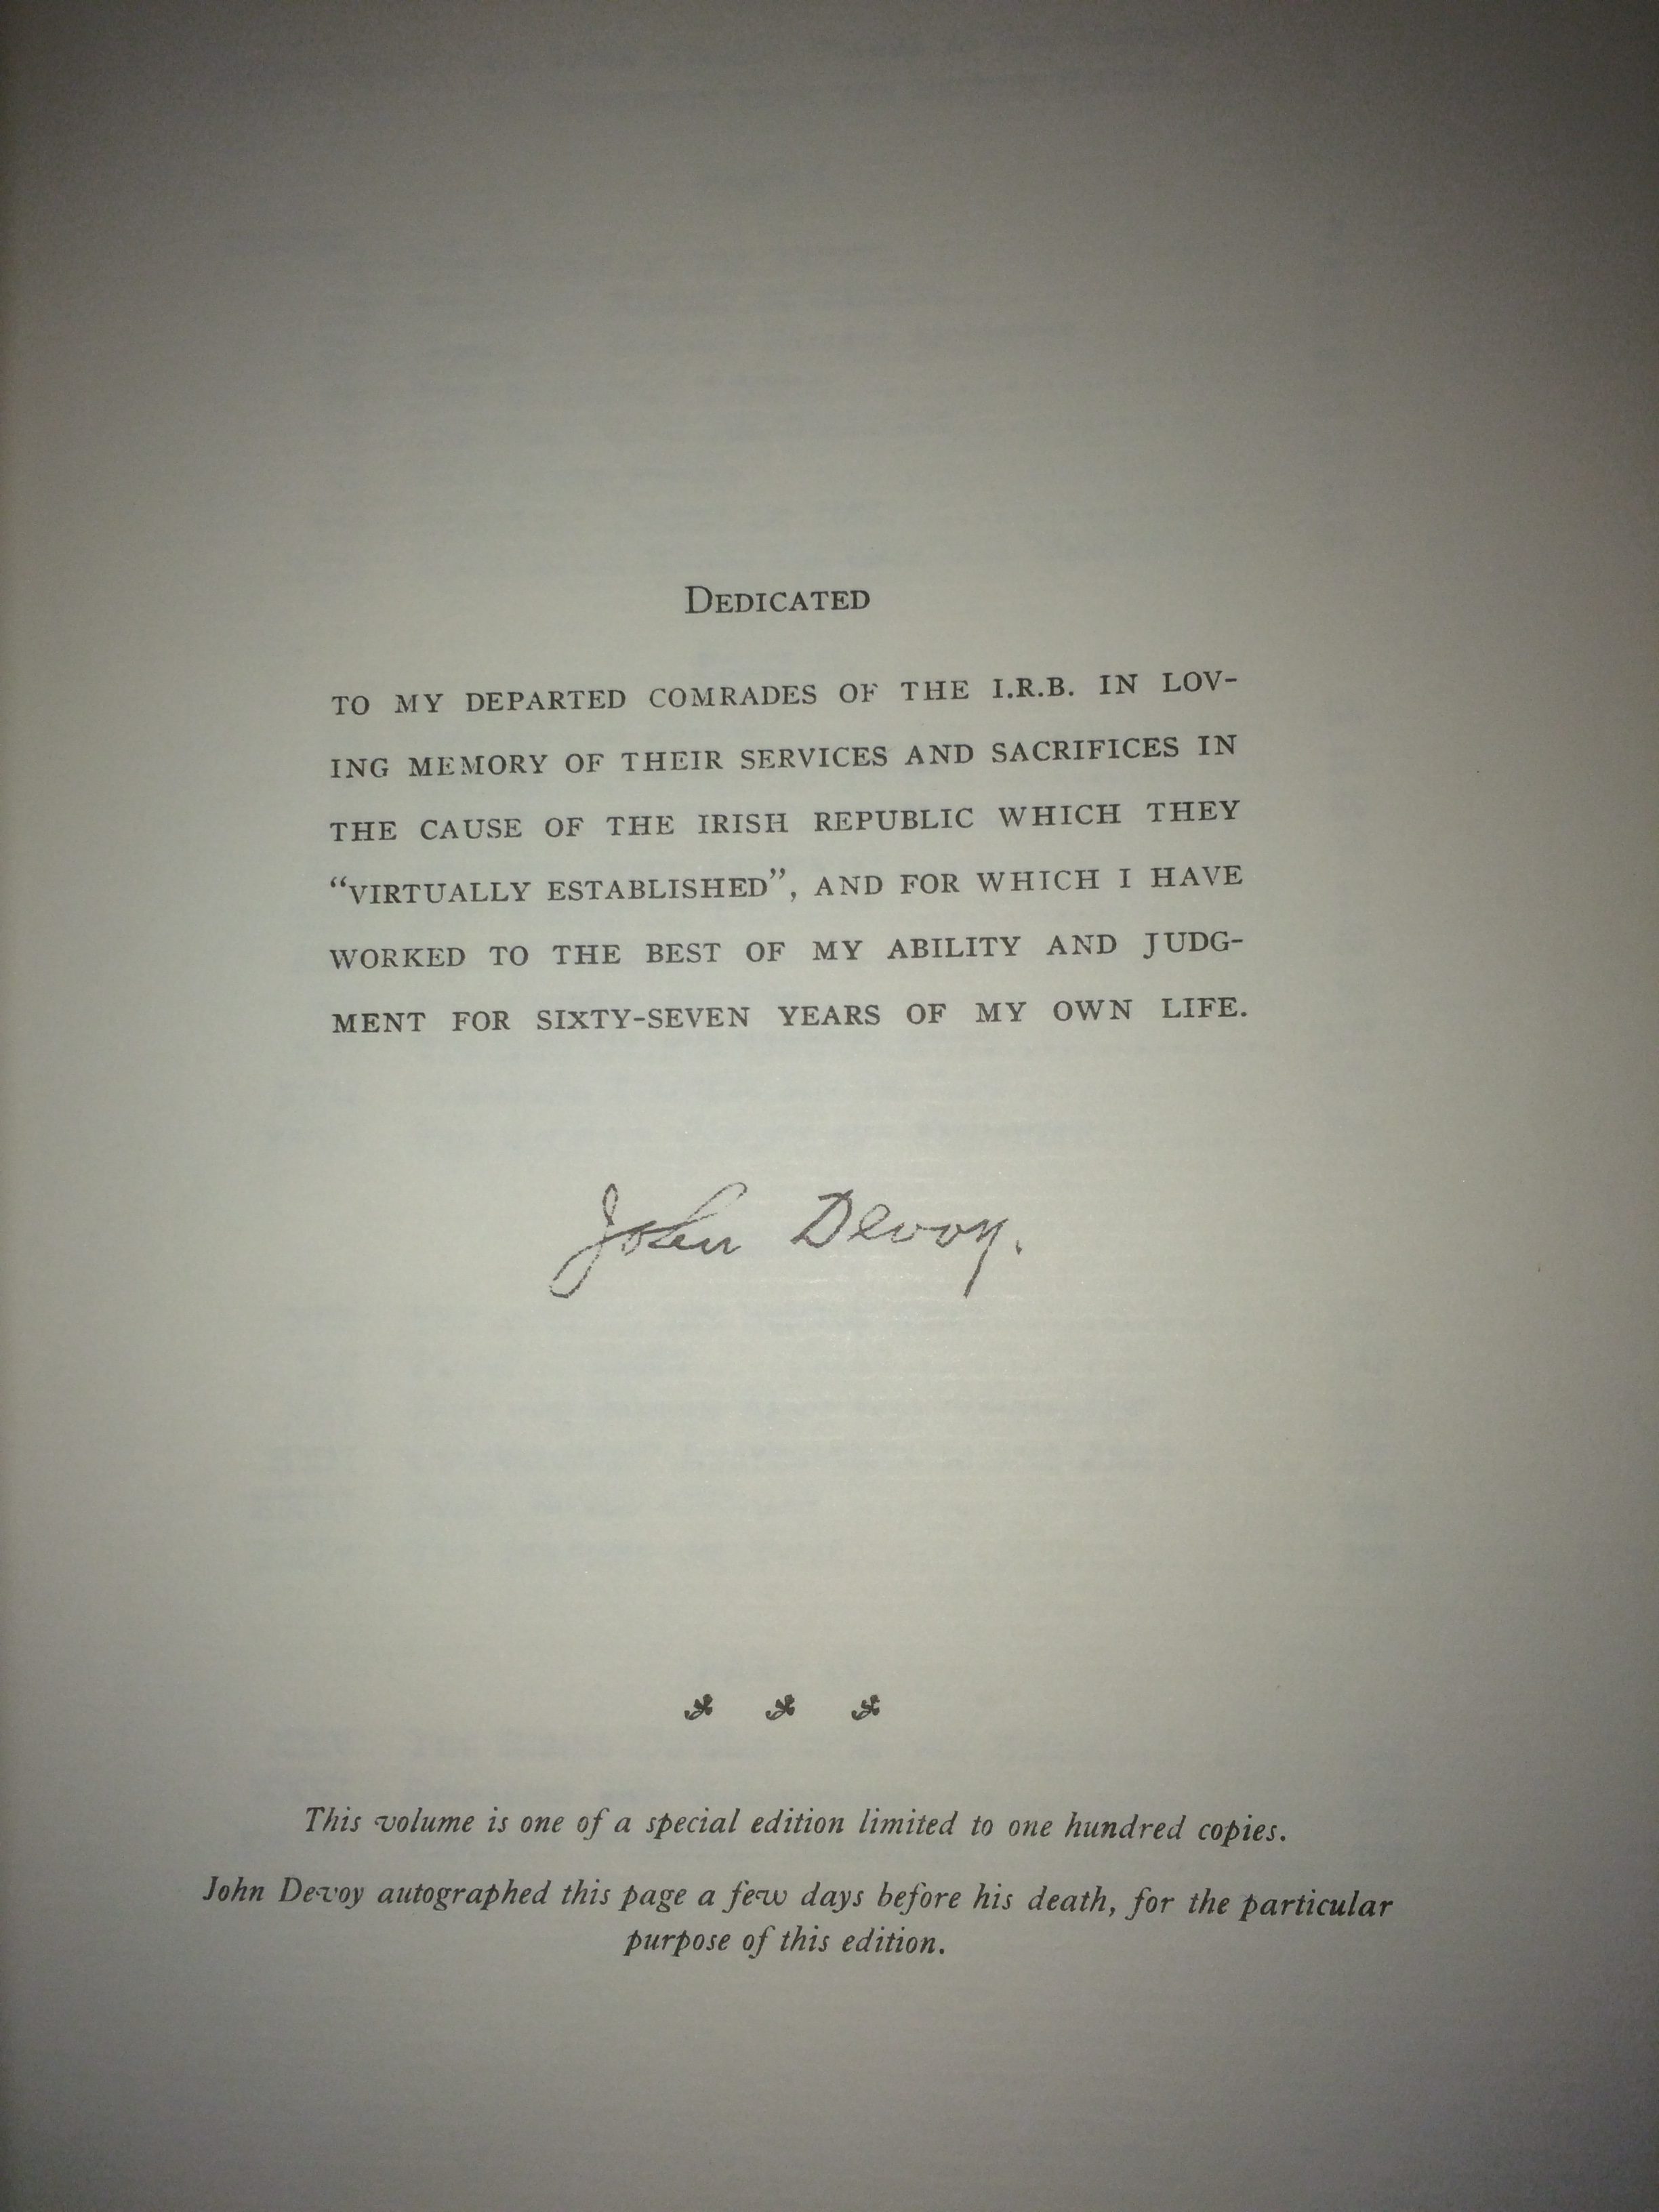 DEDICATED
TO MY DEPARTED COMRADES OF THE I.R.B. IN LOV-
ING MEMORY OF THEIR SERVICES AND SACRIFICES IN
THE CAUSE OF THE IRISH REPUBLIC WHICH THEY
“VIRTUALLY ESTABLISHED”, AND FOR WHICH I HAVE
WORKED TO THE BEST OF MY ABILITY AND JUDG-
MENT FOR SIXTY-SEVEN YEARS OF MY OWN LIFE.
John Devoy.
This volume is one of a special edition limited to one hundred copies.
John Devoy autographed this page a few days before his death, for the particular
purpose of this edition.